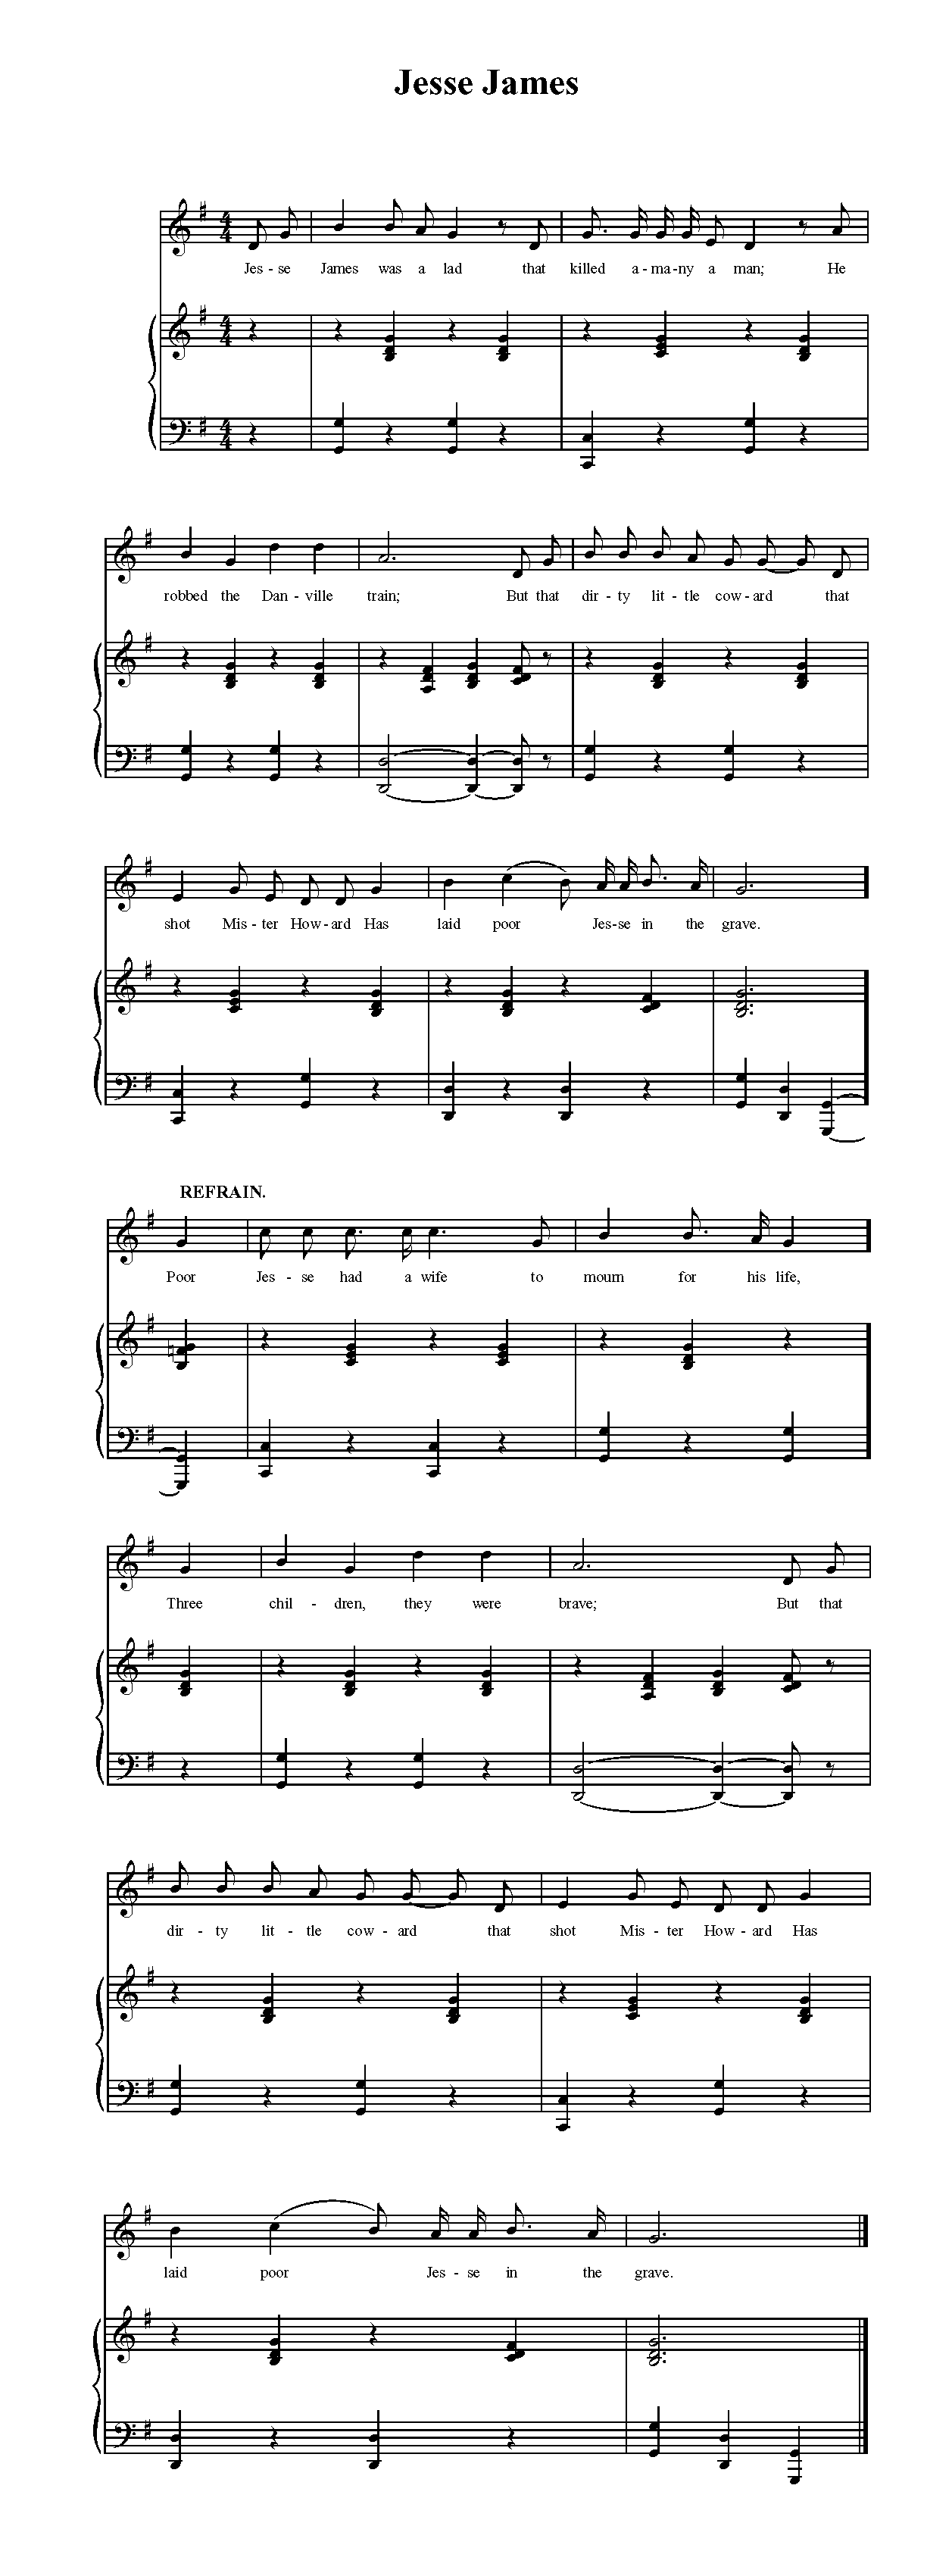 Jesse James
4 4
Jes - se James was a lad that killed a - ma - ny a man; He
4 4
4 4
robbed the Dan - ville train; But that dir - ty lit - tle cow - ard that
shot Mis - ter How - ard Has laid poor Jes - se in the grave.
REFRAIN.
Poor Jes - se had a wife to mourn for his life,
Three chil - dren, they were brave; But that
dir - ty lit - tle cow - ard that shot Mis - ter How - ard Has
laid poor Jes - se in the grave.